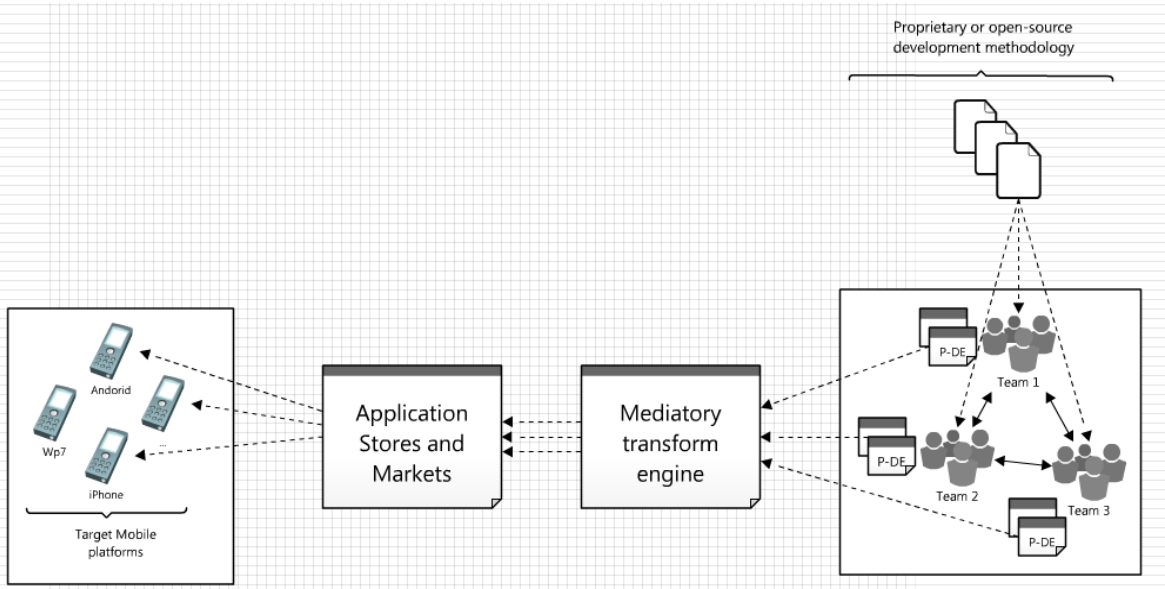 Proprietary or open-source
development methodology
P-DE
Team 1
P-DE
Team 2
P-DE
Team 3
Mediatory
transform
engine
Application
Stores and
Markets
Andorid
Wp7
...
iPhone
Target Mobile
platforms